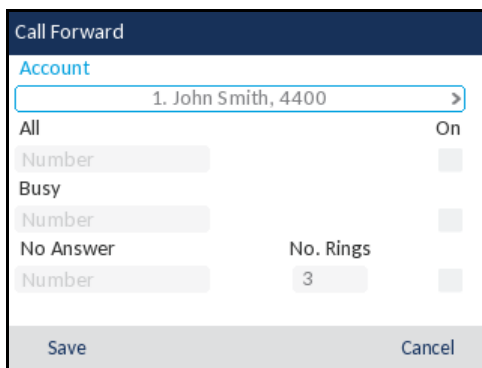 Call Forward
Account
1. John Smith, 4400 >
All On
Number
Busy
Number
No Answer No. Rings
Number 3
Save Cancel